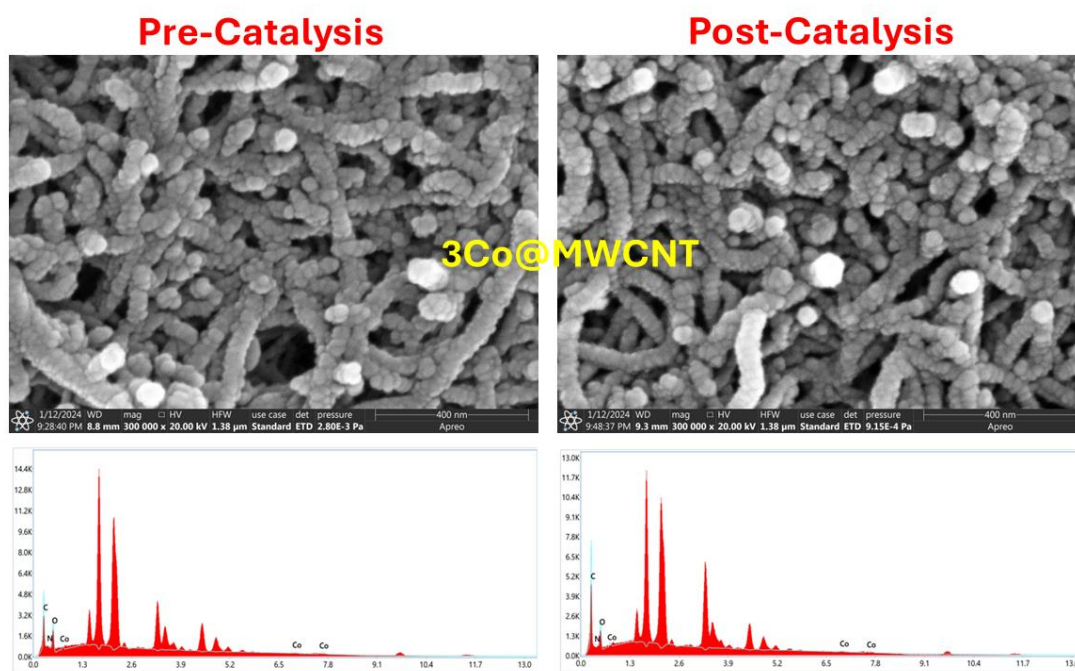 Pre-Catalysis
Post-Catalysis
3Co@MWCNT
1/12/2024 WD mag □ HV HFW use case det pressure 400 nm
9:28:40 PM 8.8 mm 300 000 x 20.00 kV 1.38 µm Standard ETD 2.80E-3 Pa Apreo
1/12/2024 WD mag □ HV HFW use case det pressure 400 nm
9:48:37 PM 9.3 mm 300 000 x 20.00 kV 1.38 µm Standard ETD 9.15E-4 Pa Apreo
14.4K
12.8K
11.2K
9.6K
8.0K
6.4K
4.8K
3.2K
1.6K
0.0K
C
O
N
Co
Co
Co
0.0 1.3 2.6 3.9 5.2 6.5 7.8 9.1 10.4 11.7 13.0
13.0K
11.7K
10.4K
9.1K
7.8K
6.5K
5.2K
3.9K
2.6K
1.3K
0.0K
C
O
N
Co
Co
Co
0.0 1.3 2.6 3.9 5.2 6.5 7.8 9.1 10.4 11.7 13.0